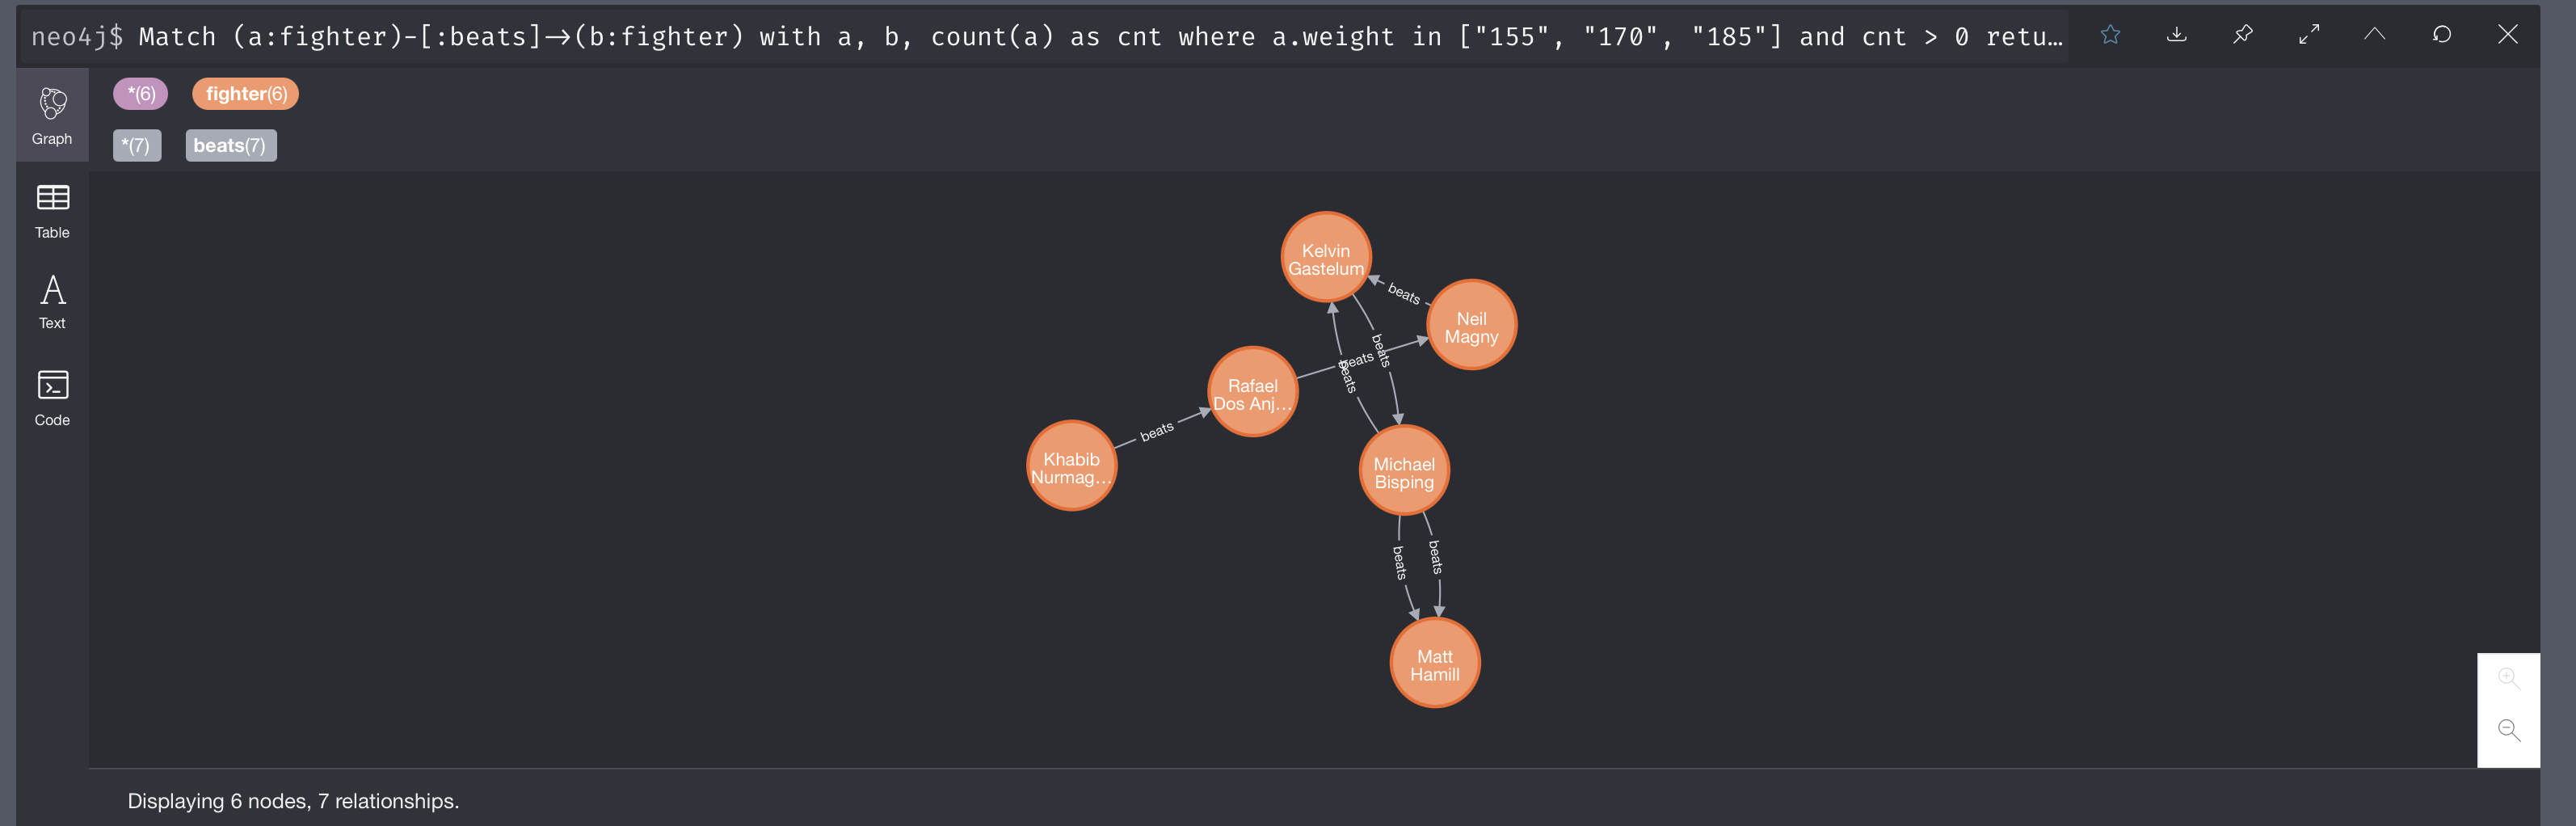 neo4j$ Match (a:fighter)-[:beats]→(b:fighter) with a, b, count(a) as cnt where a.weight in ["155", "170", "185"] and cnt > 0 retu…
*(6) fighter(6)
*(7) beats(7)
Graph
Table
Text
Code
Kelvin
Gastelum
beats
Neil
Magny
beats
beats
beats
Rafael
Dos Anj…
beats
Khabib
Nurmag…
Michael
Bisping
beats
beats
Matt
Hamill
Displaying 6 nodes, 7 relationships.